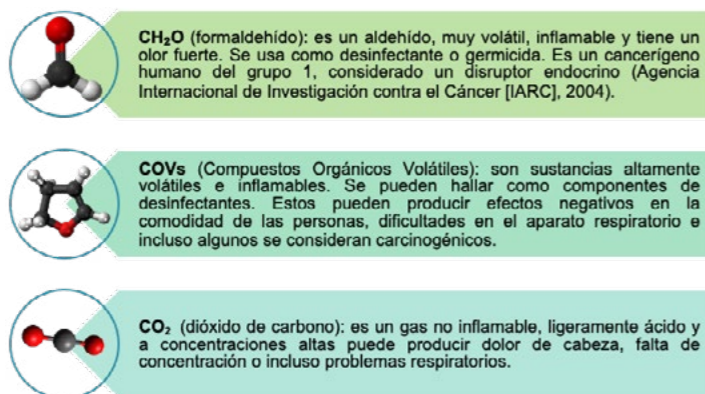 CH₂O (formaldehído): es un aldehído, muy volátil, inflamable y tiene un
olor fuerte. Se usa como desinfectante o germicida. Es un cancerígeno
humano del grupo 1, considerado un disruptor endocrino (Agencia
Internacional de Investigación contra el Cáncer [IARC], 2004).
COVs (Compuestos Orgánicos Volátiles): son sustancias altamente
volátiles e inflamables. Se pueden hallar como componentes de
desinfectantes. Estos pueden producir efectos negativos en la
comodidad de las personas, dificultades en el aparato respiratorio e
incluso algunos se consideran carcinogénicos.
CO₂ (dióxido de carbono): es un gas no inflamable, ligeramente ácido y
a concentraciones altas puede producir dolor de cabeza, falta de
concentración o incluso problemas respiratorios.